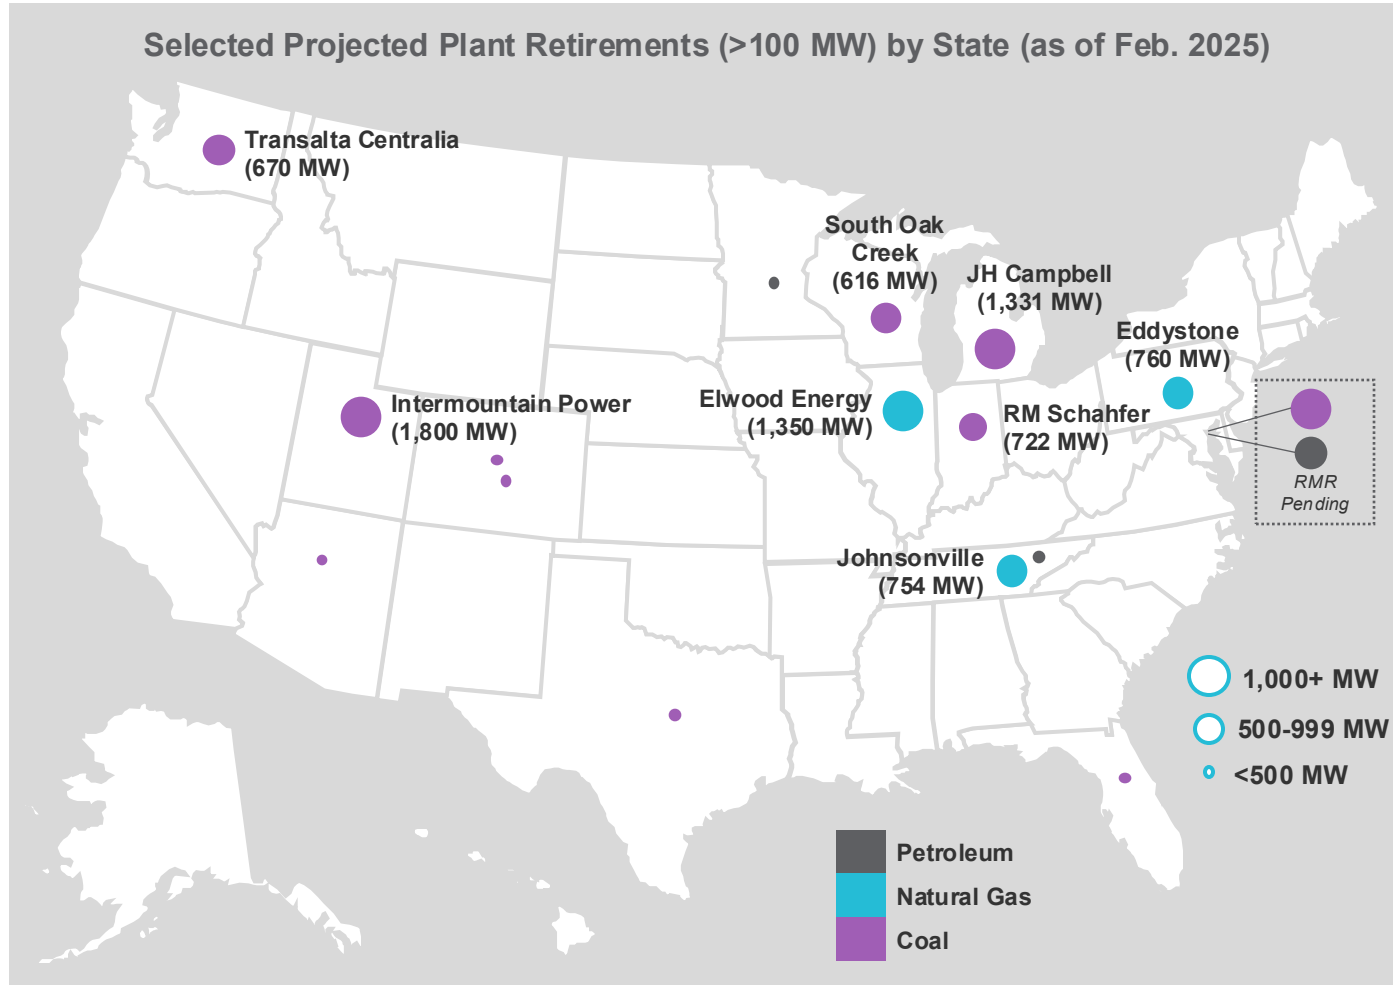 Selected Projected Plant Retirements (>100 MW) by State (as of Feb. 2025)
Transalta Centralia
(670 MW)
South Oak
Creek
(616 MW)
JH Campbell
(1,331 MW)
Eddystone
(760 MW)
Intermountain Power
(1,800 MW)
Elwood Energy
(1,350 MW)
RM Schahfer
(722 MW)
RMR
Pending
Johnsonville
(754 MW)
1,000+ MW
500-999 MW
<500 MW
Petroleum
Natural Gas
Coal